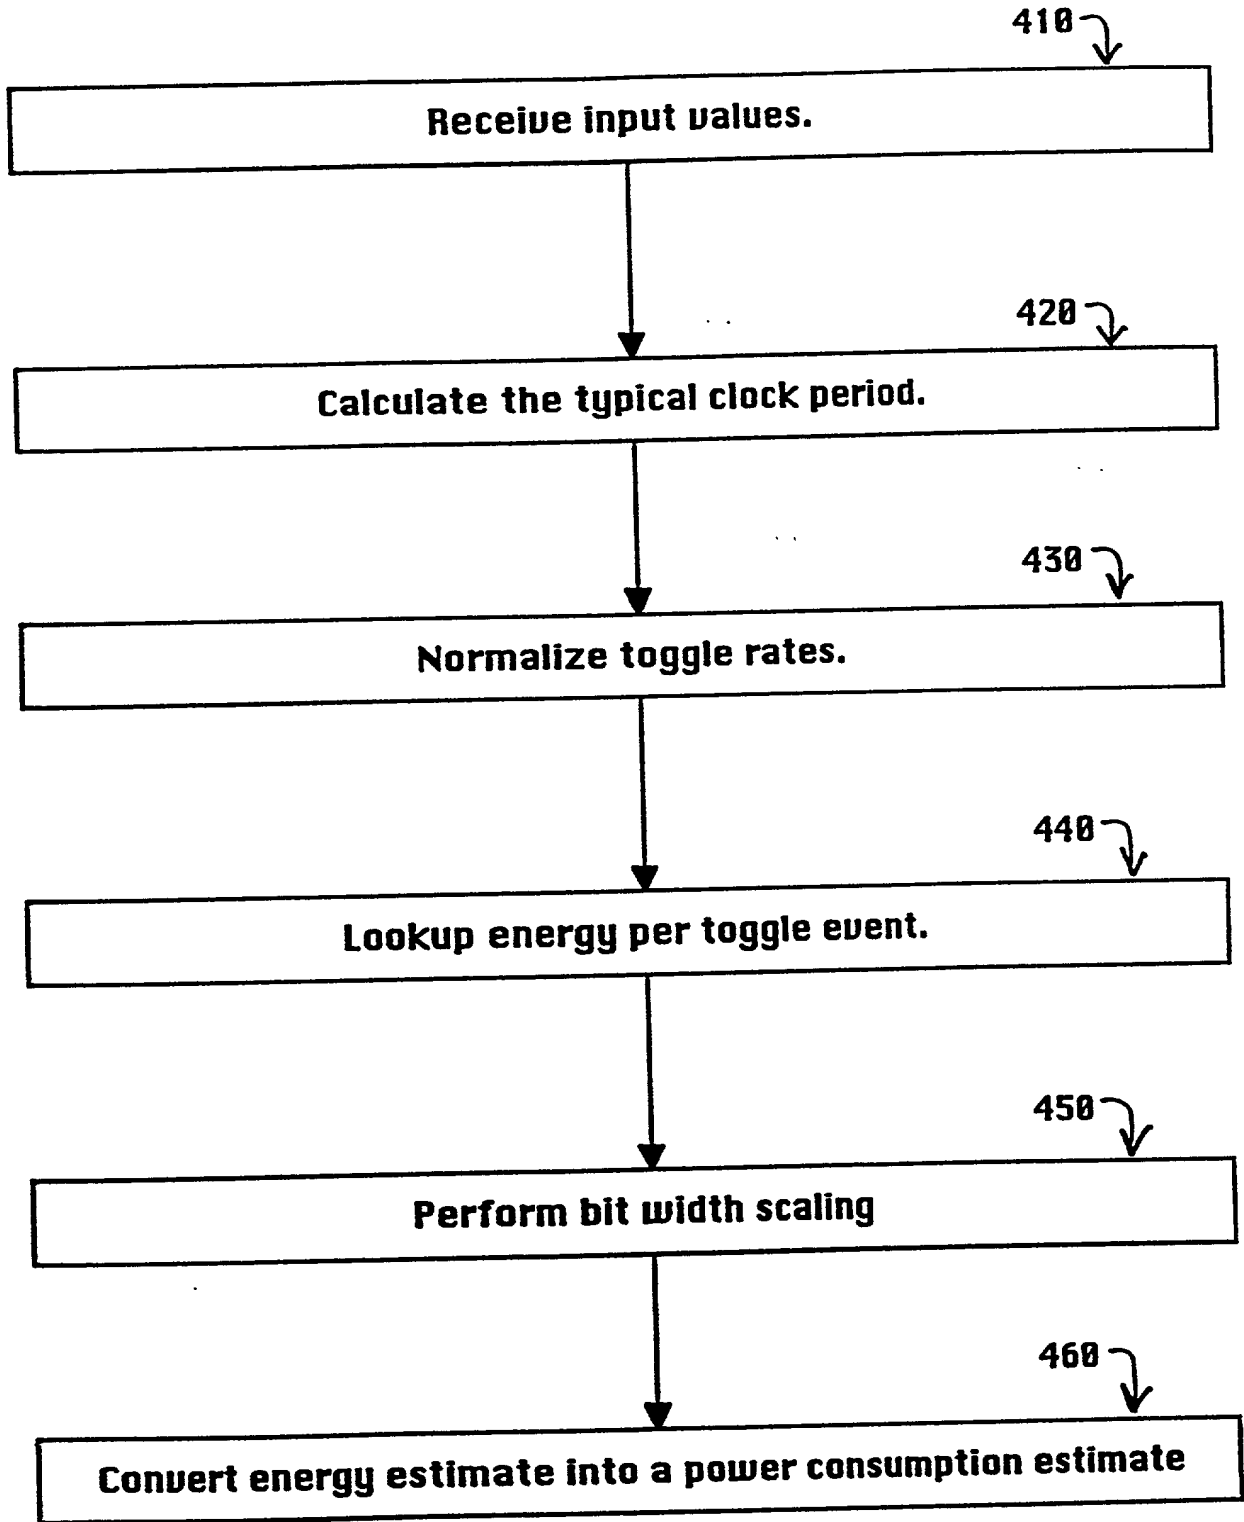 410
Receive input values.
420
Calculate the typical clock period.
430
Normalize toggle rates.
440
Lookup energy per toggle event.
450
Perform bit width scaling
460
Convert energy estimate into a power consumption estimate